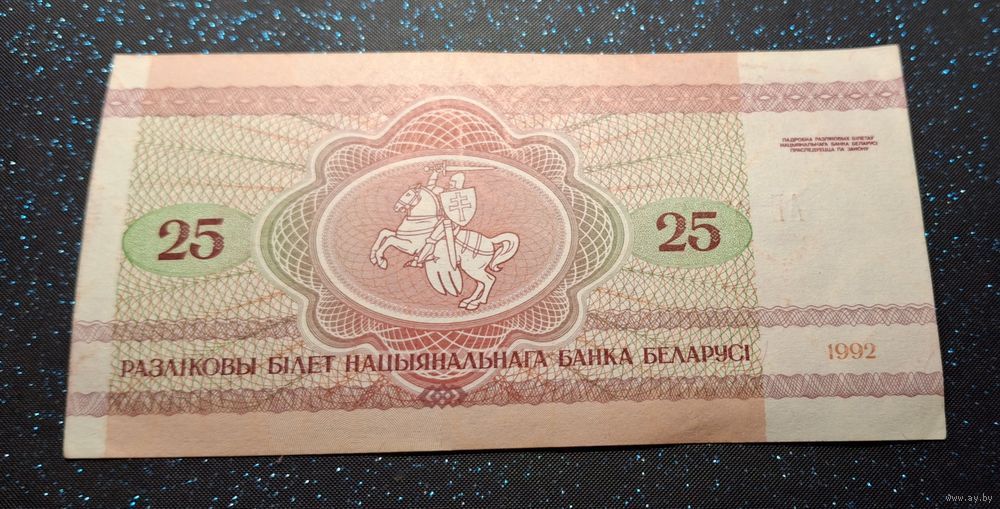 ПАДРОБКА РАЗЛІКОВЫХ БІЛЕТАЎ
НАЦЫЯНАЛЬНАГА БАНКА БЕЛАРУСІ
ПРАСЛЕДУЕЦЦА ПА ЗАКОНУ
25
25
РАЗЛІКОВЫ БІЛЕТ НАЦЫЯНАЛЬНАГА БАНКА БЕЛАРУСІ
1992
www.ay.by